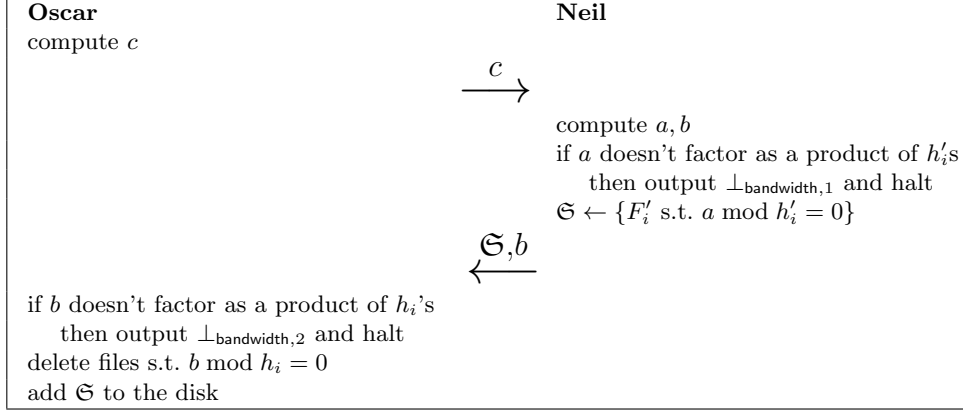 Oscar
Neil
compute c
c
compute a, b
if a doesn't factor as a product of h′ᵢs
then output ⊥bandwidth,1 and halt
𝔖 ← {F′ᵢ s.t. a mod h′ᵢ = 0}
𝔖,b
if b doesn't factor as a product of hᵢ's
then output ⊥bandwidth,2 and halt
delete files s.t. b mod hᵢ = 0
add 𝔖 to the disk